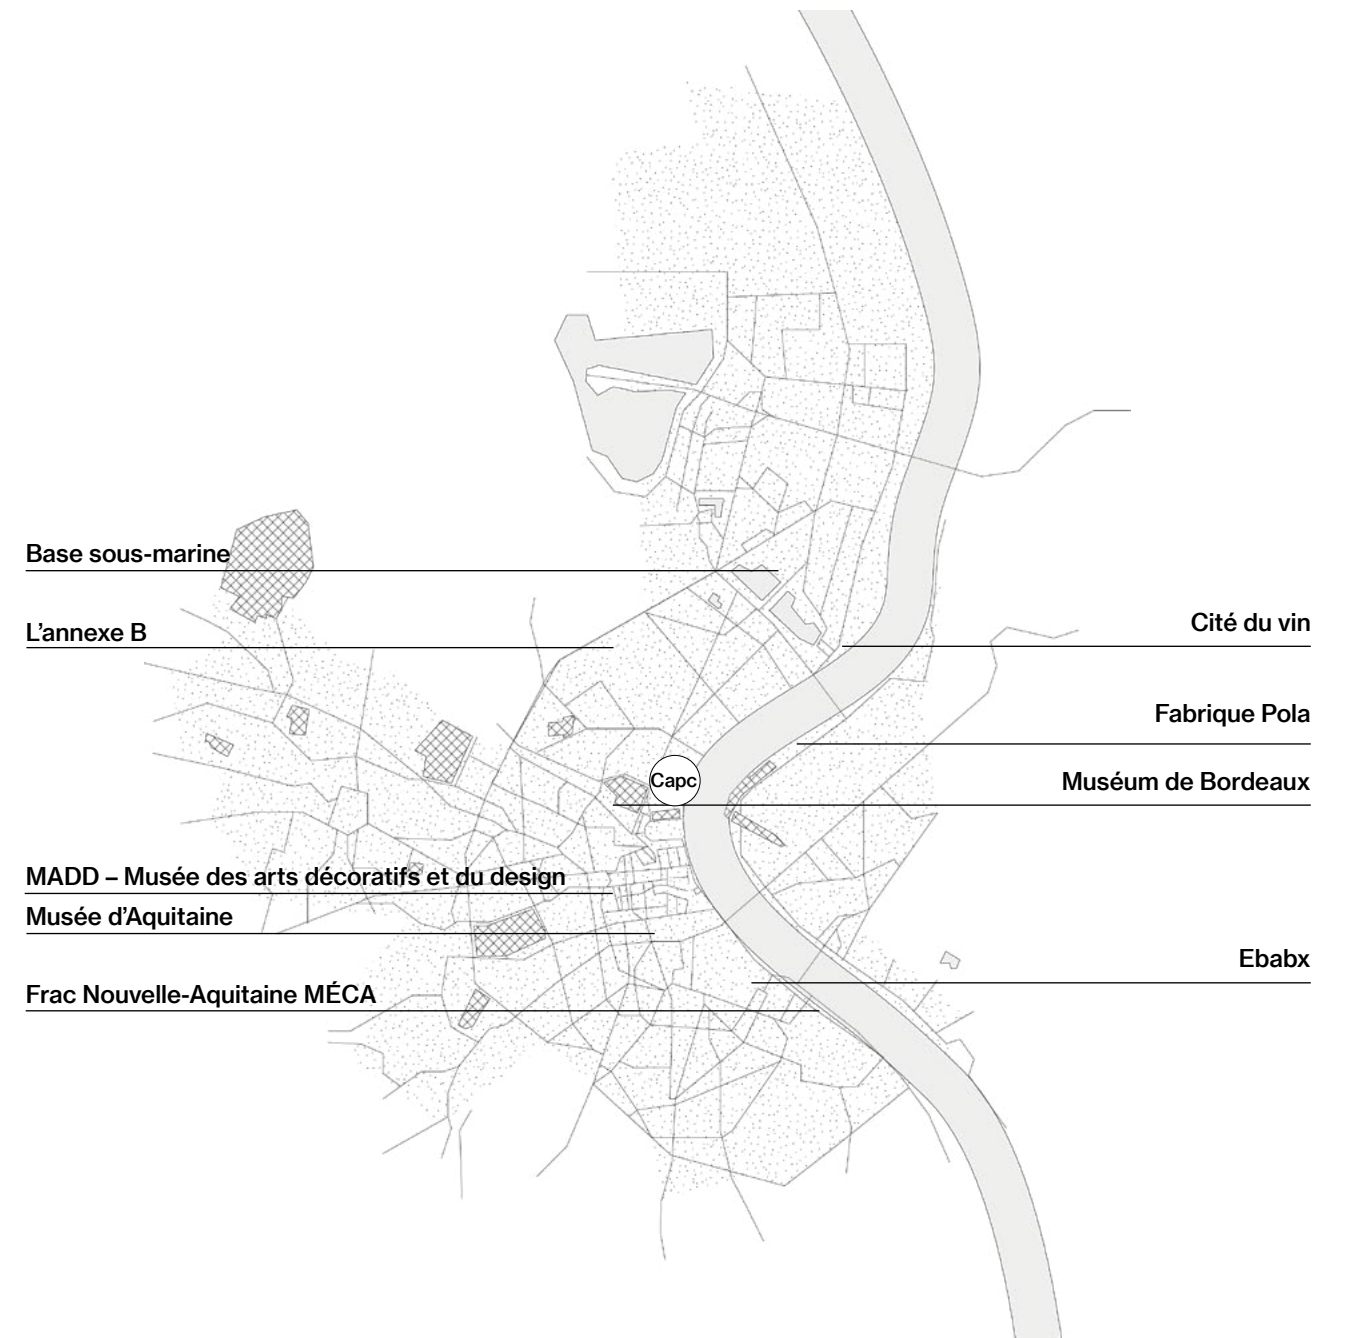 Base sous-marine
L’annexe B
Cité du vin
Fabrique Pola
Capc
Muséum de Bordeaux
MADD – Musée des arts décoratifs et du design
Musée d’Aquitaine
Ebabx
Frac Nouvelle-Aquitaine MÉCA